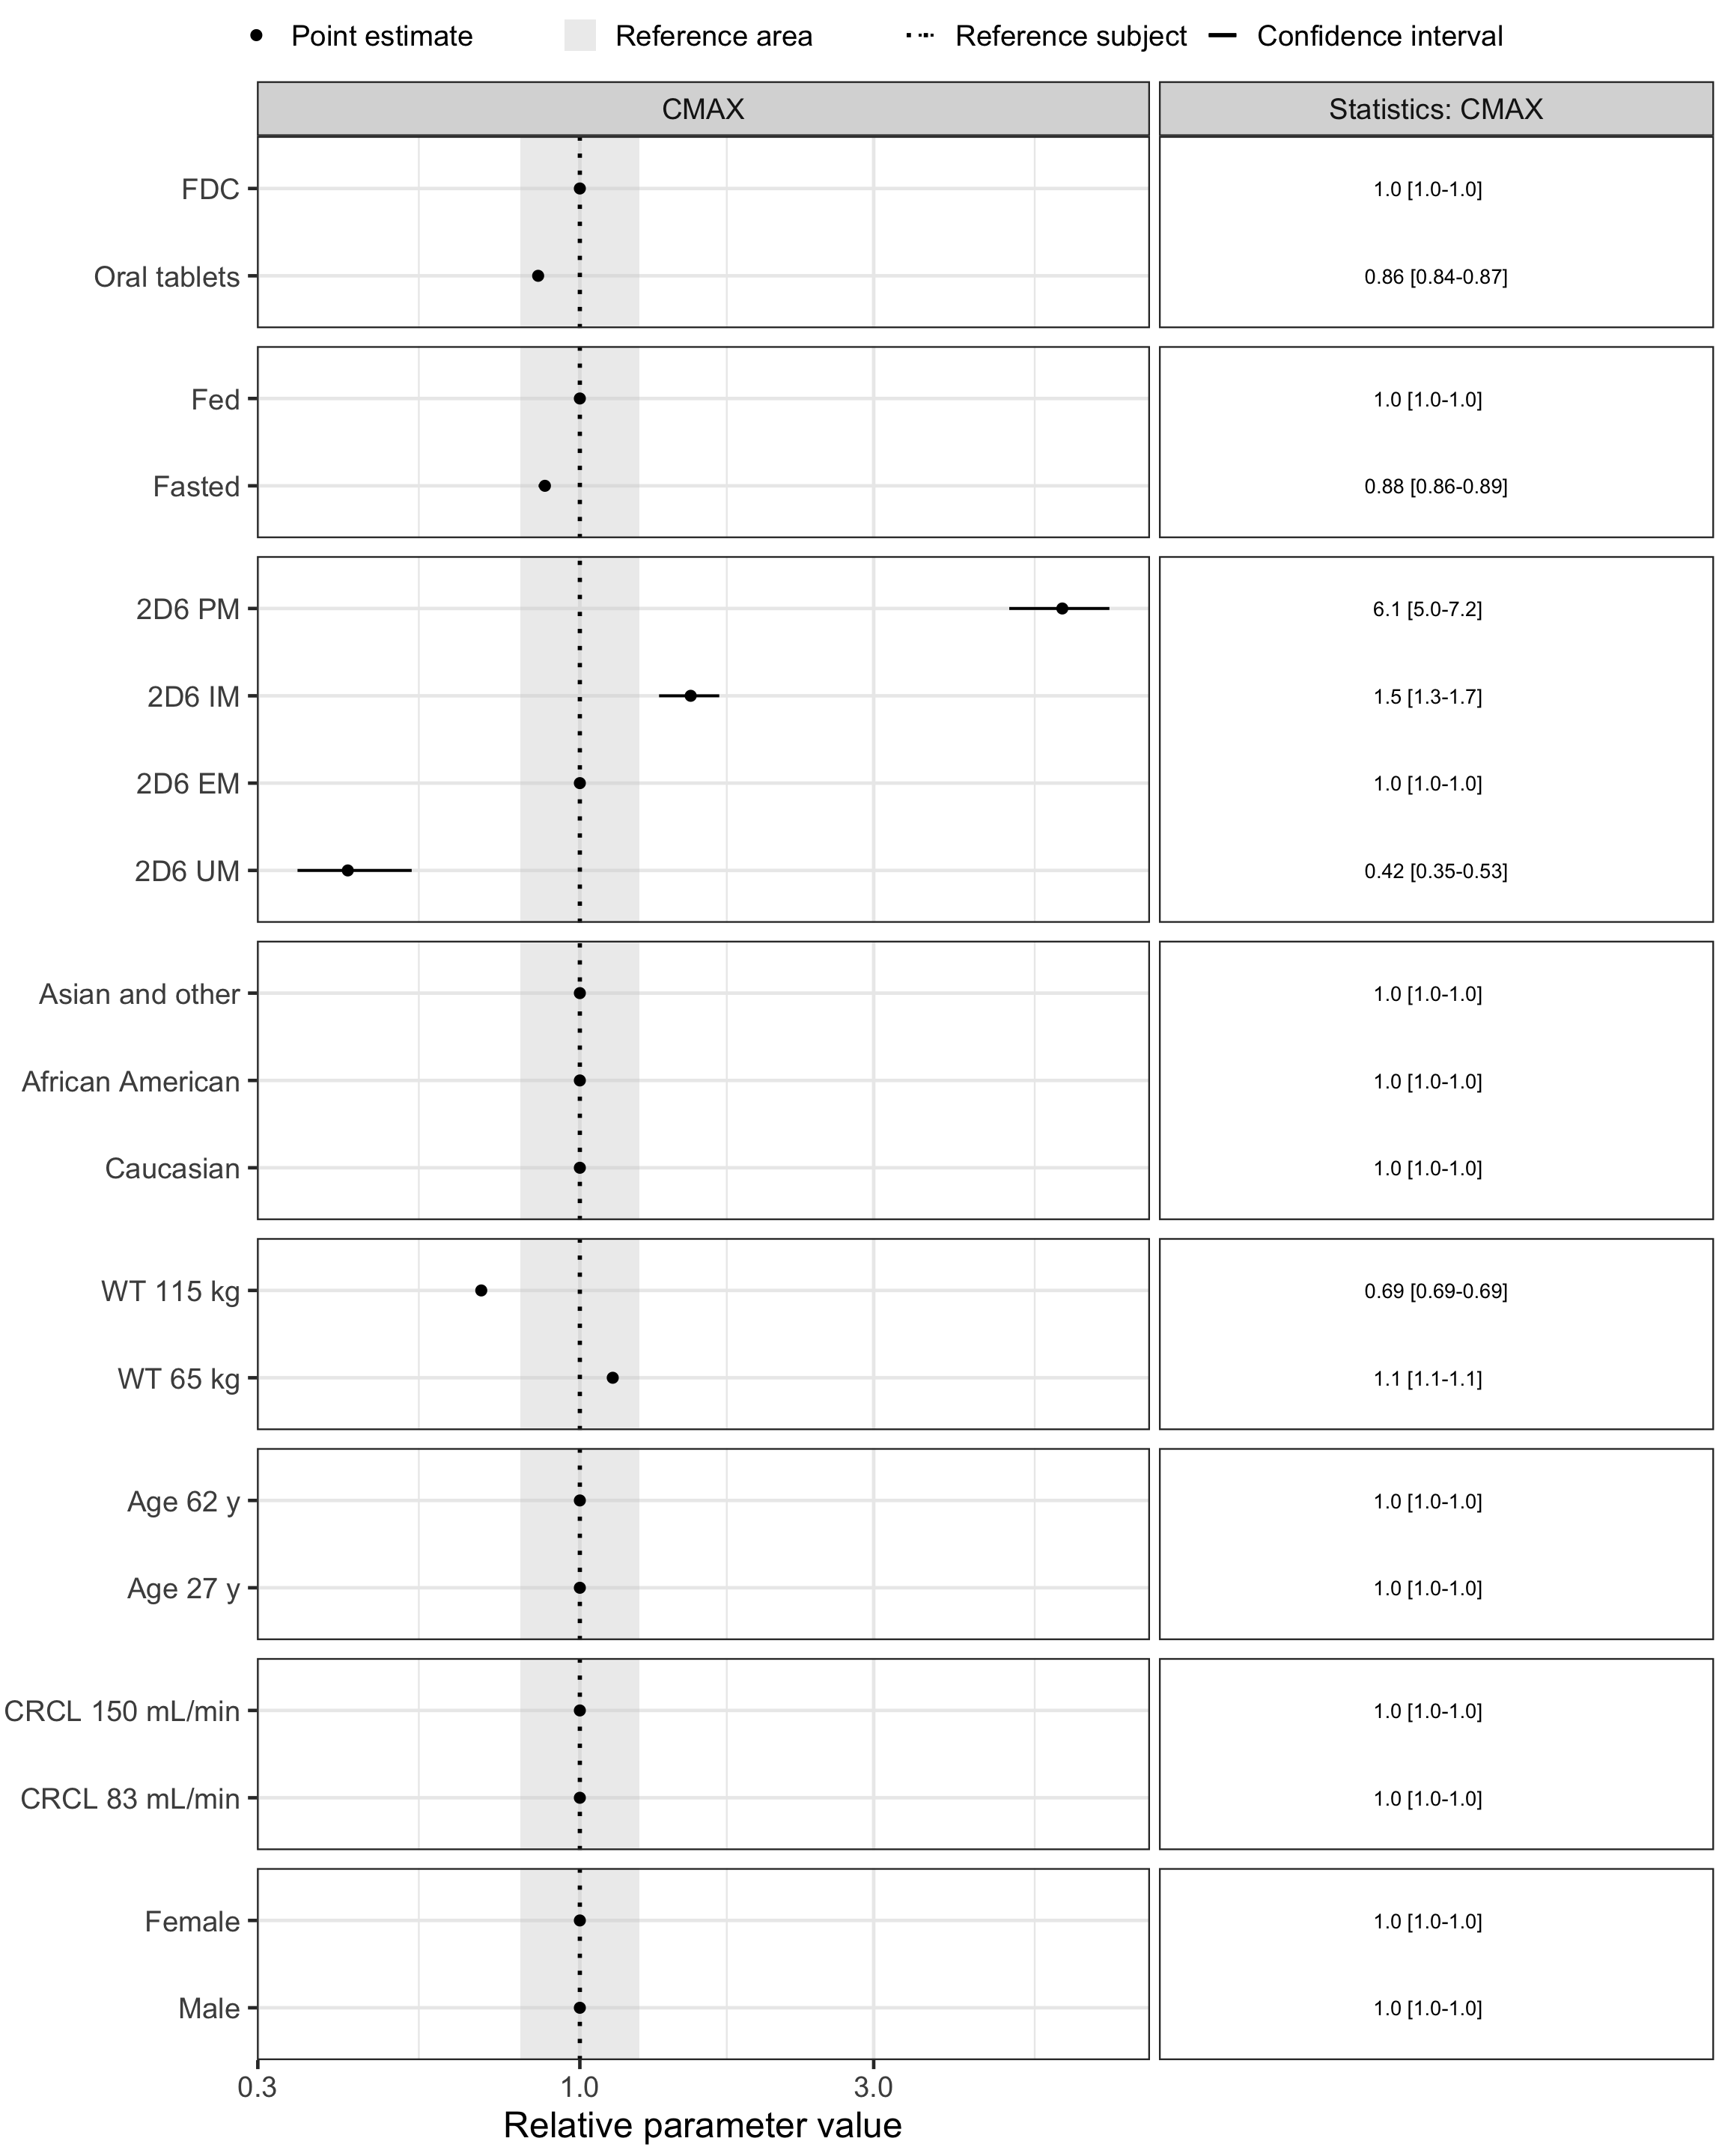 Point estimate Reference area Reference subject Confidence interval
CMAX Statistics: CMAX
FDC 1.0 [1.0-1.0]
Oral tablets 0.86 [0.84-0.87]
Fed 1.0 [1.0-1.0]
Fasted 0.88 [0.86-0.89]
2D6 PM 6.1 [5.0-7.2]
2D6 IM 1.5 [1.3-1.7]
2D6 EM 1.0 [1.0-1.0]
2D6 UM 0.42 [0.35-0.53]
Asian and other 1.0 [1.0-1.0]
African American 1.0 [1.0-1.0]
Caucasian 1.0 [1.0-1.0]
WT 115 kg 0.69 [0.69-0.69]
WT 65 kg 1.1 [1.1-1.1]
Age 62 y 1.0 [1.0-1.0]
Age 27 y 1.0 [1.0-1.0]
CRCL 150 mL/min 1.0 [1.0-1.0]
CRCL 83 mL/min 1.0 [1.0-1.0]
Female 1.0 [1.0-1.0]
Male 1.0 [1.0-1.0]
0.3 1.0 3.0
Relative parameter value